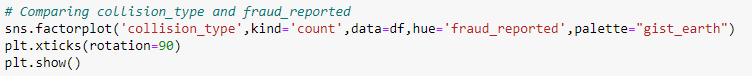 # Comparing collision_type and fraud_reported
sns.factorplot('collision_type',kind='count',data=df,hue='fraud_reported',palette="gist_earth")
plt.xticks(rotation=90)
plt.show()